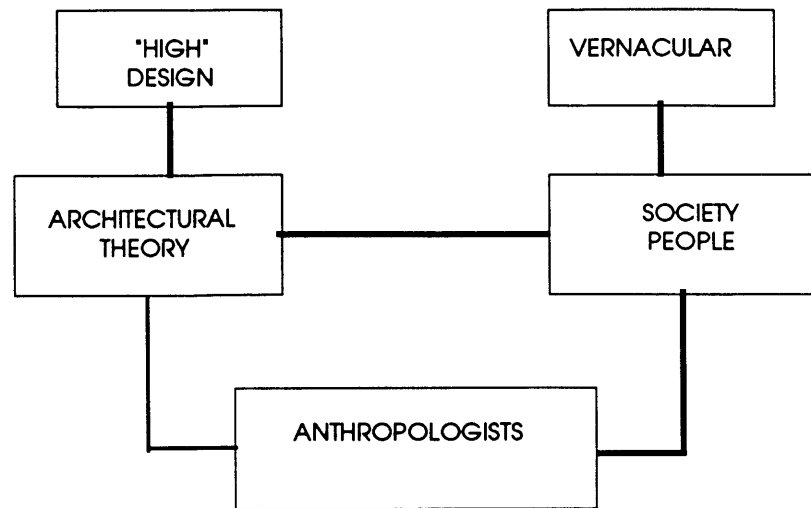 "HIGH"
DESIGN
VERNACULAR
ARCHITECTURAL
THEORY
SOCIETY
PEOPLE
ANTHROPOLOGISTS